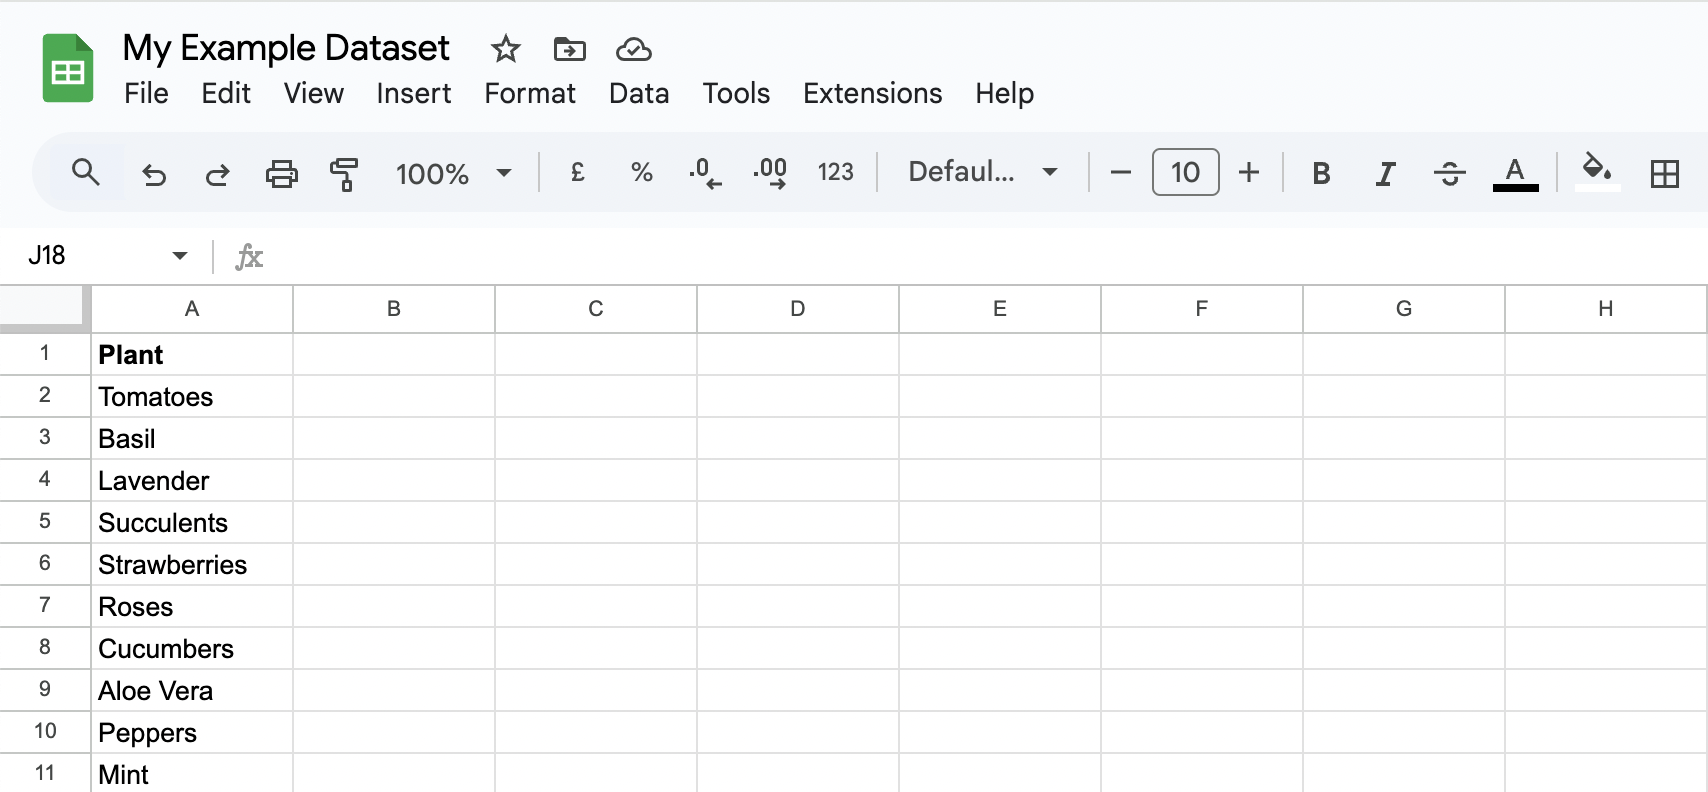 My Example Dataset
File Edit View Insert Format Data Tools Extensions Help
100% £ % .0 .00 123 Defaul... 10 B I S A
J18 fx
A B C D E F G H
1 Plant
2 Tomatoes
3 Basil
4 Lavender
5 Succulents
6 Strawberries
7 Roses
8 Cucumbers
9 Aloe Vera
10 Peppers
11 Mint